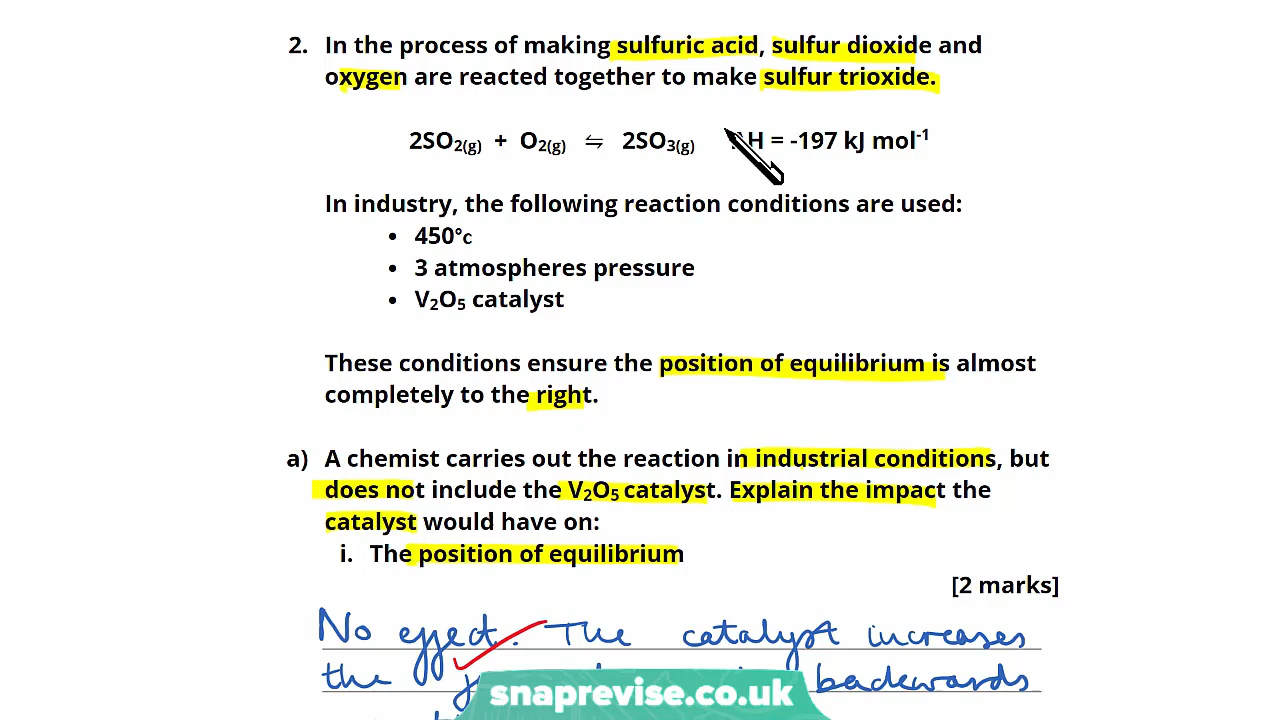 2. In the process of making sulfuric acid, sulfur dioxide and
oxygen are reacted together to make sulfur trioxide.
2SO₂(g) + O₂(g) ⇋ 2SO₃(g) H = -197 kJ mol⁻¹
In industry, the following reaction conditions are used:
• 450°c
• 3 atmospheres pressure
• V₂O₅ catalyst
These conditions ensure the position of equilibrium is almost
completely to the right.
a) A chemist carries out the reaction in industrial conditions, but
does not include the V₂O₅ catalyst. Explain the impact the
catalyst would have on:
i. The position of equilibrium
[2 marks]
No effect. The catalyst increases
the backwards
snaprevise.co.uk